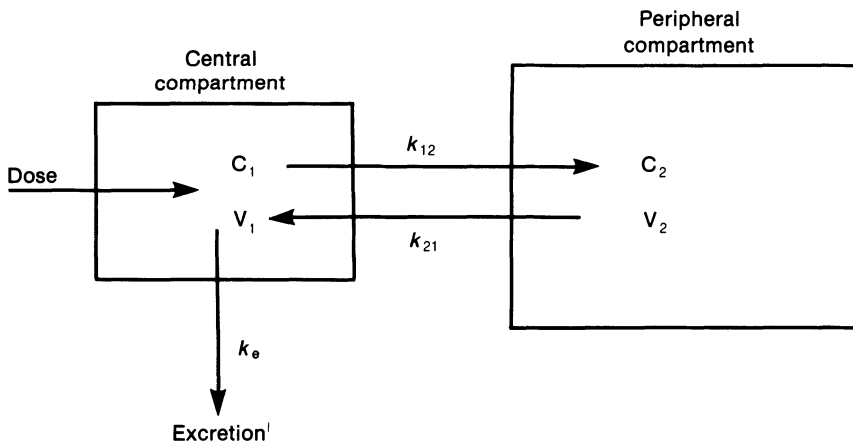 Peripheral
compartment
Central
compartment
k₁₂
C₁
C₂
Dose
V₁
V₂
k₂₁
kₑ
Excretion